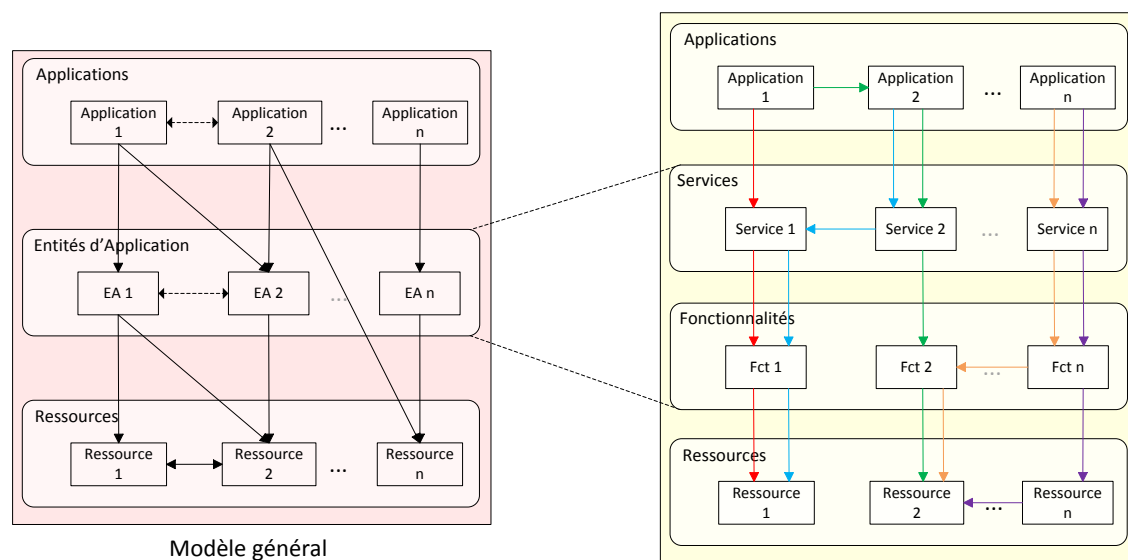 Applications
Application
1
Application
2
...
Application
n
Entités d'Application
EA 1
EA 2
...
EA n
Ressources
Ressource
1
Ressource
2
...
Ressource
n
Modèle général
Applications
Application
1
Application
2
...
Application
n
Services
Service 1
Service 2
...
Service n
Fonctionnalités
Fct 1
Fct 2
...
Fct n
Ressources
Ressource
1
Ressource
2
...
Ressource
n